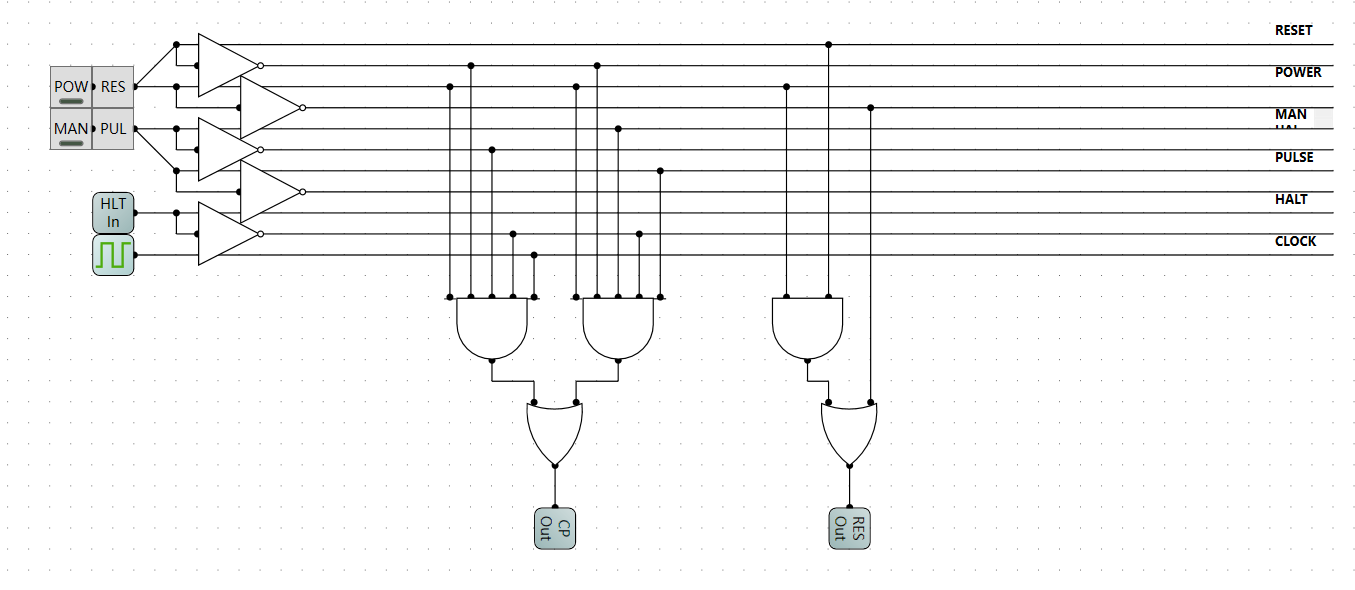 RESET
POWER
POW RES
MAN
MAN PUL
PULSE
HALT
HLT
In
CLOCK
CP
Out
RES
Out